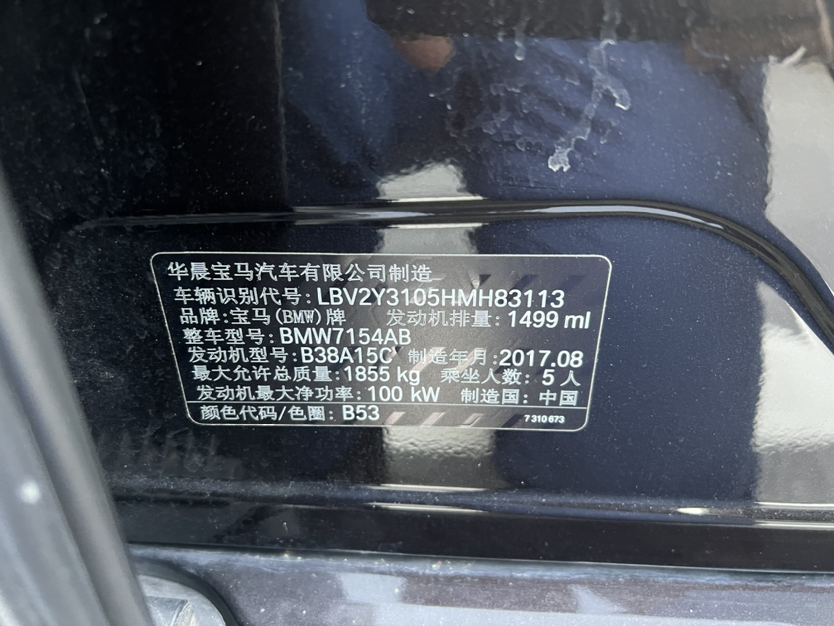 华晨宝马汽车有限公司制造
车辆识别代号: LBV2Y3105HMH83113
品牌: 宝马(BMW)牌 发动机排量: 1499 ml
整车型号: BMW7154AB
发动机型号: B38A15C 制造年月: 2017.08
最大允许总质量: 1855 kg 乘坐人数: 5 人
发动机最大净功率: 100 kW 制造国: 中国
颜色代码/色圈: B53 7 310 673